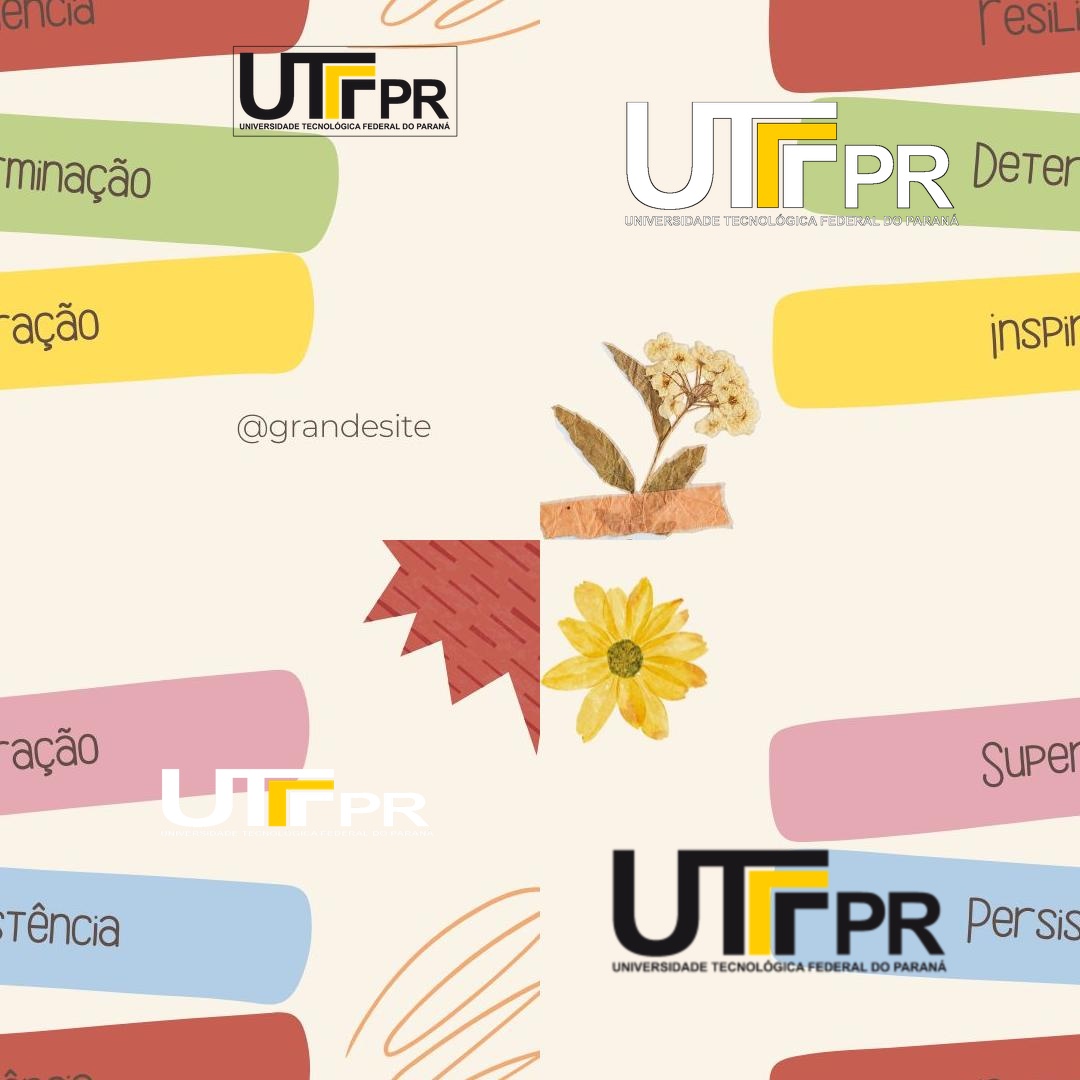 ência
UTFPR
UNIVERSIDADE TECNOLÓGICA FEDERAL DO PARANÁ
rminação
ração
@grandesite
resili
UTFPR
UNIVERSIDADE TECNOLÓGICA FEDERAL DO PARANÁ
Deter
inspir
ração
UTFPR
UNIVERSIDADE TECNOLÓGICA FEDERAL DO PARANÁ
stência
Super
UTFPR
UNIVERSIDADE TECNOLÓGICA FEDERAL DO PARANÁ
Persis